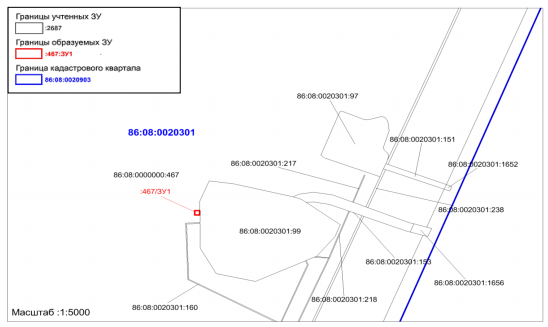 Границы учтенных ЗУ
:2687
Границы образуемых ЗУ
:467:ЗУ1
Граница кадастрового квартала
86:08:0020903
86:08:0020301:97
86:08:0020301
86:08:0020301:151
86:08:0020301:217
86:08:0020301:1652
86:08:0000000:467
:467/ЗУ1
86:08:0020301:238
86:08:0020301:99
86:08:0020301:153
86:08:0020301:1656
86:08:0020301:218
86:08:0020301:160
Масштаб :1:5000